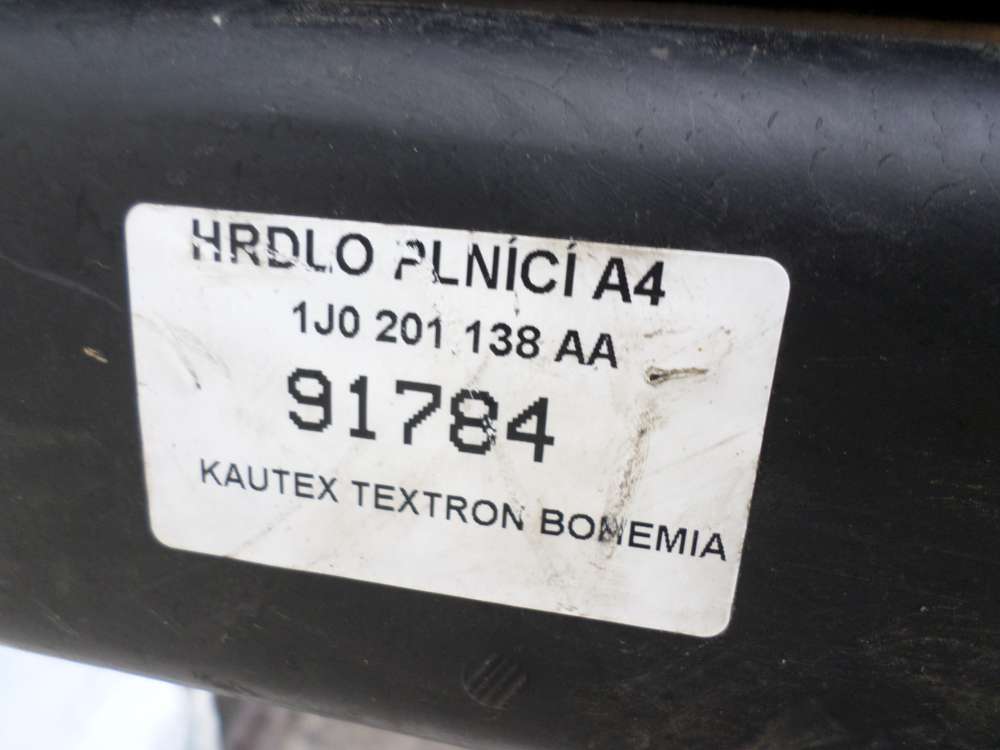 HRDLO PLNÍCÍ A4
1J0 201 138 AA
91784
KAUTEX TEXTRON BOHEMIA